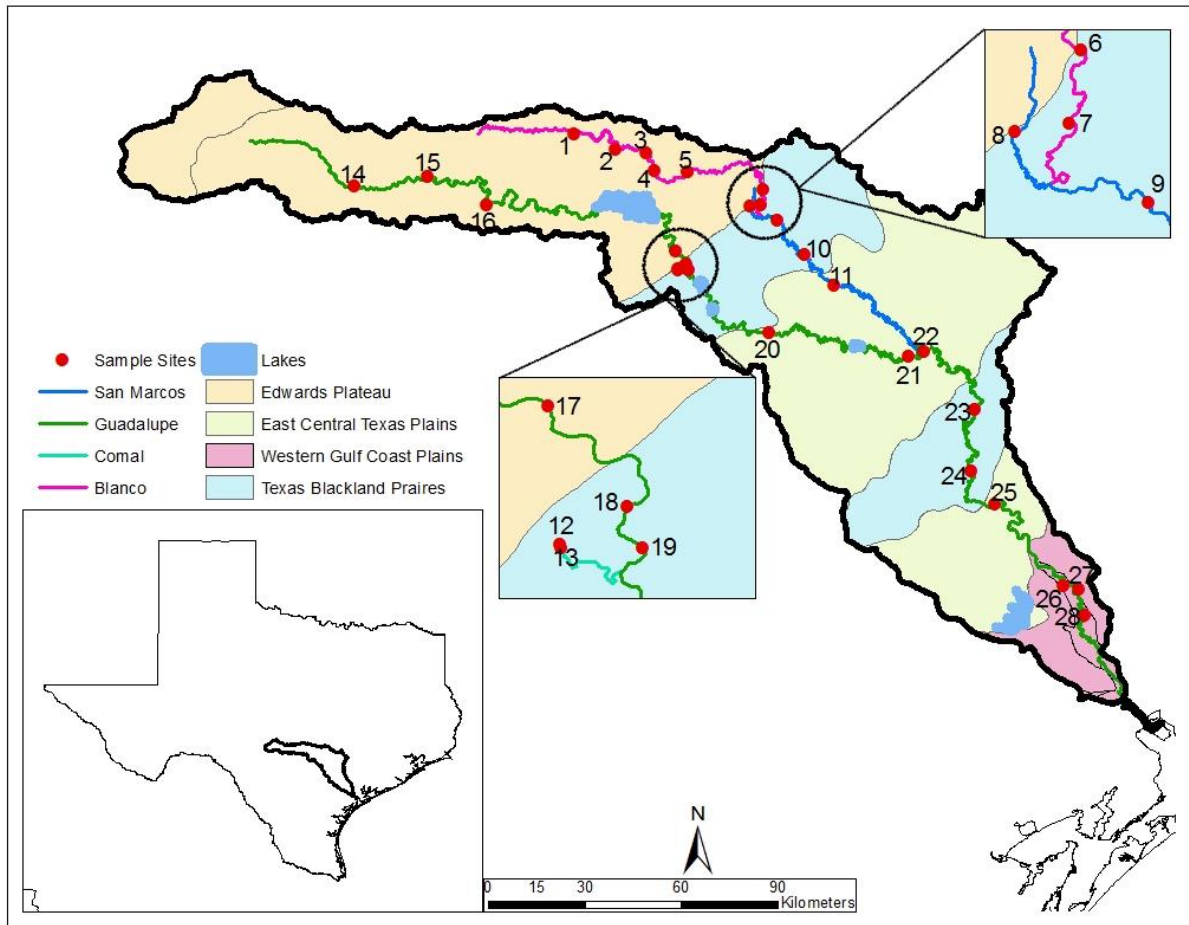 6
7
8
9
1
2
3
4
5
14
15
16
10
11
20
21
22
17
18
12
13
19
23
24
25
26
27
28
Sample Sites
Lakes
San Marcos
Edwards Plateau
Guadalupe
East Central Texas Plains
Comal
Western Gulf Coast Plains
Blanco
Texas Blackland Praires
N
0 15 30 60 90
Kilometers